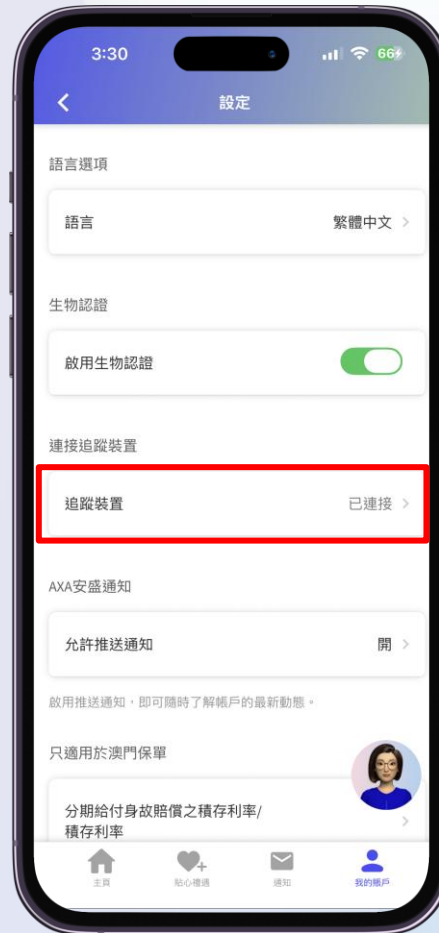 3:30
66
設定
語言選項
語言 繁體中文
生物認證
啟用生物認證
連接追蹤裝置
追蹤裝置 已連接
AXA安盛通知
允許推送通知 開
啟用推送通知，即可隨時了解帳戶的最新動態。
只適用於澳門保單
分期給付身故賠償之積存利率/
積存利率
主頁 貼心禮遇 通知 我的帳戶